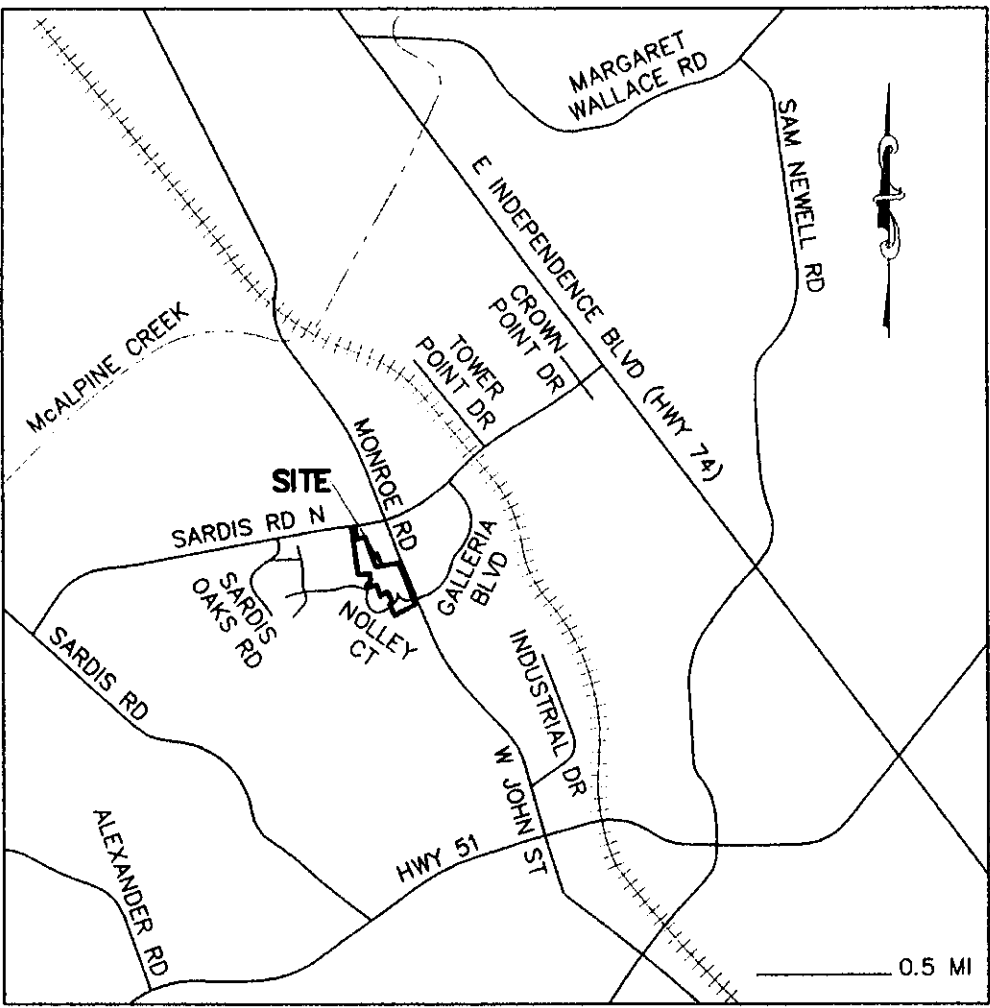 MARGARET
WALLACE RD
SAM NEWELL RD
E INDEPENDENCE BLVD (HWY 74)
CROWN
POINT DR
TOWER
POINT DR
McALPINE CREEK
MONROE RD
SITE
SARDIS RD N
GALLERIA
BLVD
SARDIS
OAKS RD
NOLLEY
CT
INDUSTRIAL DR
SARDIS RD
W JOHN ST
ALEXANDER RD
HWY 51
0.5 MI